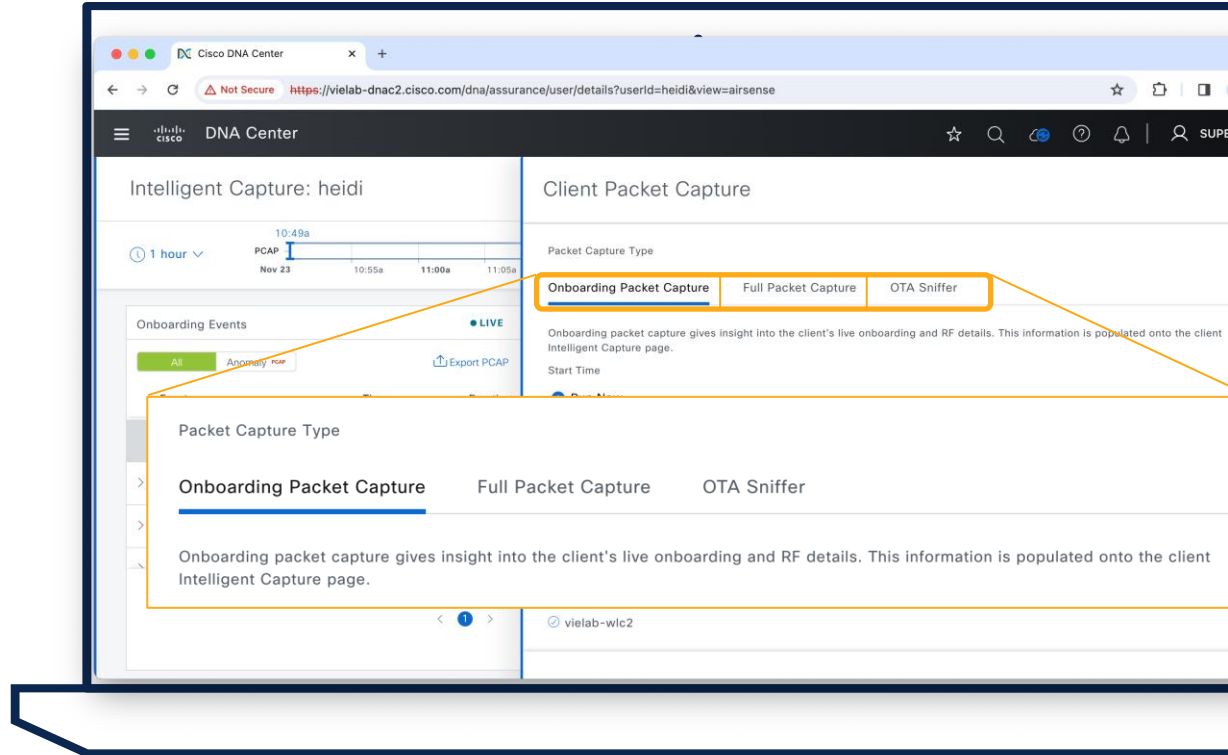 Cisco DNA Center
Not Secure https://vielab-dnac2.cisco.com/dna/assurance/user/details?userId=heidi&view=airsense
cisco DNA Center
Intelligent Capture: heidi
10:49a
1 hour
PCAP
Nov 23 10:55a 11:00a 11:05a
Onboarding Events
LIVE
All Anomaly PCAP Export PCAP
1
Client Packet Capture
Packet Capture Type
Onboarding Packet Capture Full Packet Capture OTA Sniffer
Onboarding packet capture gives insight into the client's live onboarding and RF details. This information is populated onto the client
Intelligent Capture page.
Start Time
Run Now
Packet Capture Type
Onboarding Packet Capture Full Packet Capture OTA Sniffer
Onboarding packet capture gives insight into the client's live onboarding and RF details. This information is populated onto the client
Intelligent Capture page.
vielab-wlc2